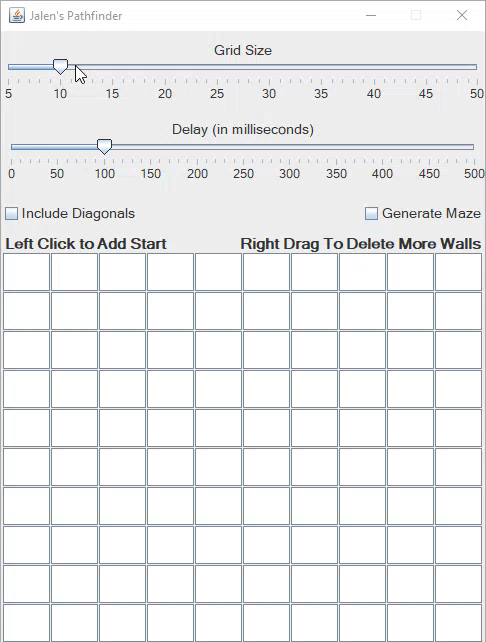 Jalen's Pathfinder
Grid Size
5 10 15 20 25 30 35 40 45 50
Delay (in milliseconds)
0 50 100 150 200 250 300 350 400 450 500
Include Diagonals Generate Maze
Left Click to Add Start Right Drag To Delete More Walls